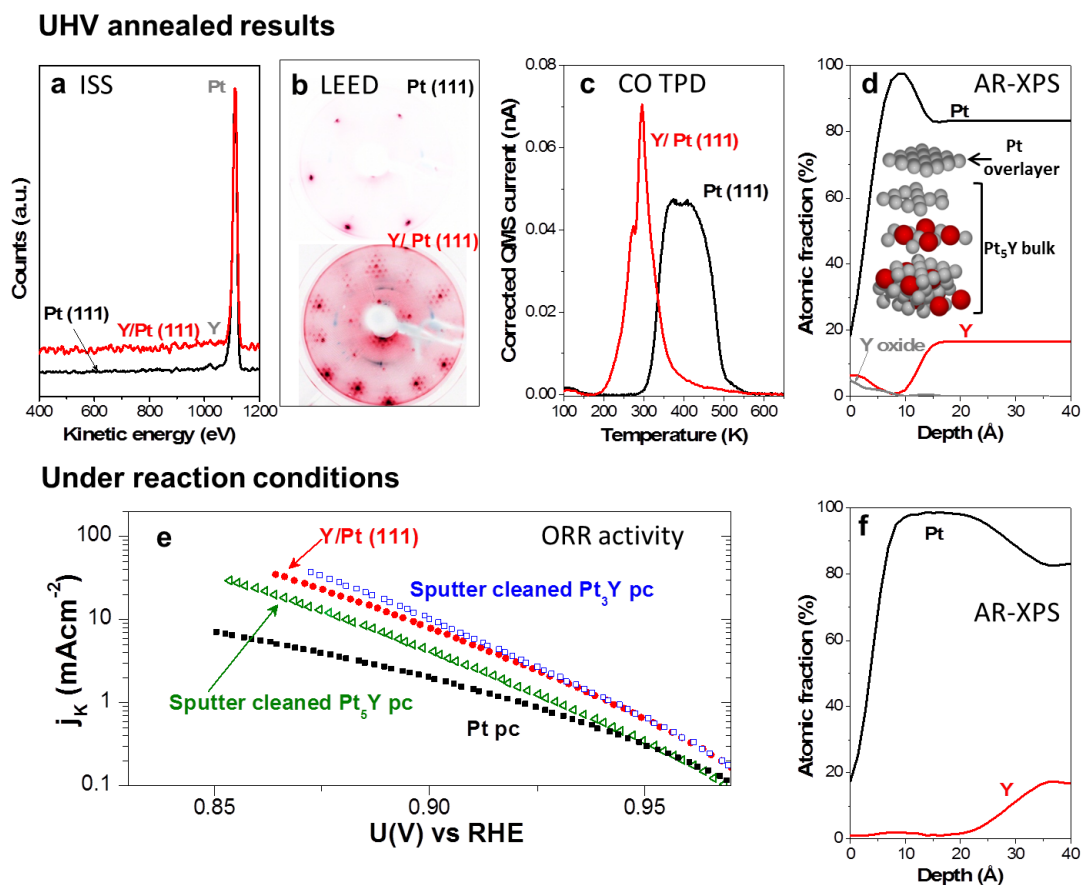 UHV annealed results
a ISS
Pt
Pt (111)
Y/Pt (111)
Y
Counts (a.u.)
400 600 800 1000 1200
Kinetic energy (eV)
b LEED
Pt (111)
Y/ Pt (111)
c CO TPD
Y/ Pt (111)
Pt (111)
Corrected QMS current (nA)
0.08
0.06
0.04
0.02
0.00
100 200 300 400 500 600
Temperature (K)
d AR-XPS
Pt
Pt
overlayer
Pt5Y bulk
Y oxide
Y
Atomic fraction (%)
100
80
60
40
20
0
0 10 20 30 40
Depth (Å)
Under reaction conditions
e ORR activity
Y/Pt (111)
Sputter cleaned Pt3Y pc
Sputter cleaned Pt5Y pc
Pt pc
jK (mAcm-2)
100
10
1
0.1
0.85 0.90 0.95
U(V) vs RHE
f
Pt
AR-XPS
Y
Atomic fraction (%)
100
80
60
40
20
0
0 10 20 30 40
Depth (Å)